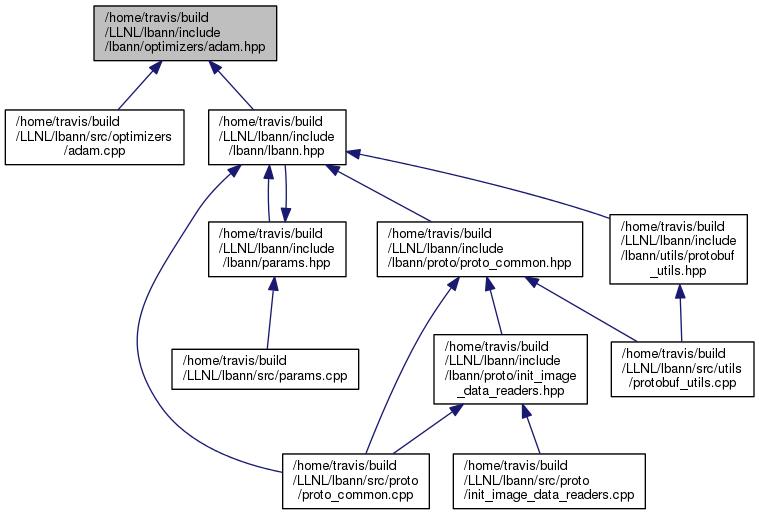 /home/travis/build
/LLNL/lbann/include
/lbann/optimizers/adam.hpp
/home/travis/build
/LLNL/lbann/src/optimizers
/adam.cpp
/home/travis/build
/LLNL/lbann/include
/lbann/lbann.hpp
/home/travis/build
/LLNL/lbann/include
/lbann/params.hpp
/home/travis/build
/LLNL/lbann/include
/lbann/proto/proto_common.hpp
/home/travis/build
/LLNL/lbann/include
/lbann/utils/protobuf
_utils.hpp
/home/travis/build
/LLNL/lbann/src/params.cpp
/home/travis/build
/LLNL/lbann/include
/lbann/proto/init_image
_data_readers.hpp
/home/travis/build
/LLNL/lbann/src/utils
/protobuf_utils.cpp
/home/travis/build
/LLNL/lbann/src/proto
/proto_common.cpp
/home/travis/build
/LLNL/lbann/src/proto
/init_image_data_readers.cpp